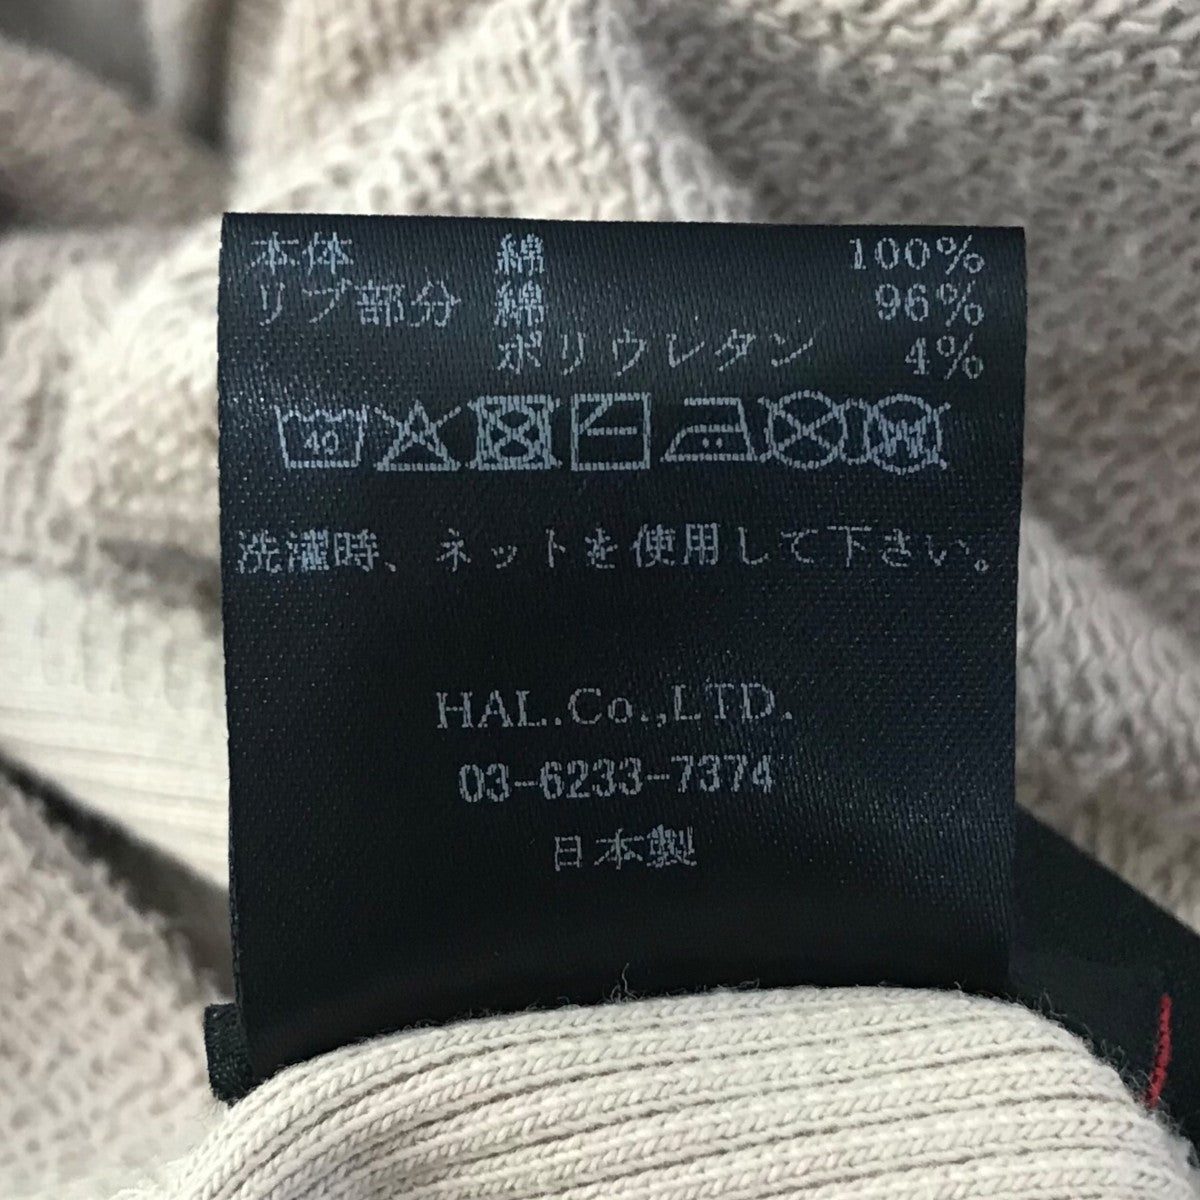 本体 綿 100%
リブ部分 綿 96%
ポリウレタン 4%
40
W
洗濯時、ネットを使用して下さい。
HAL.Co.,LTD.
03-6233-7374
日本製